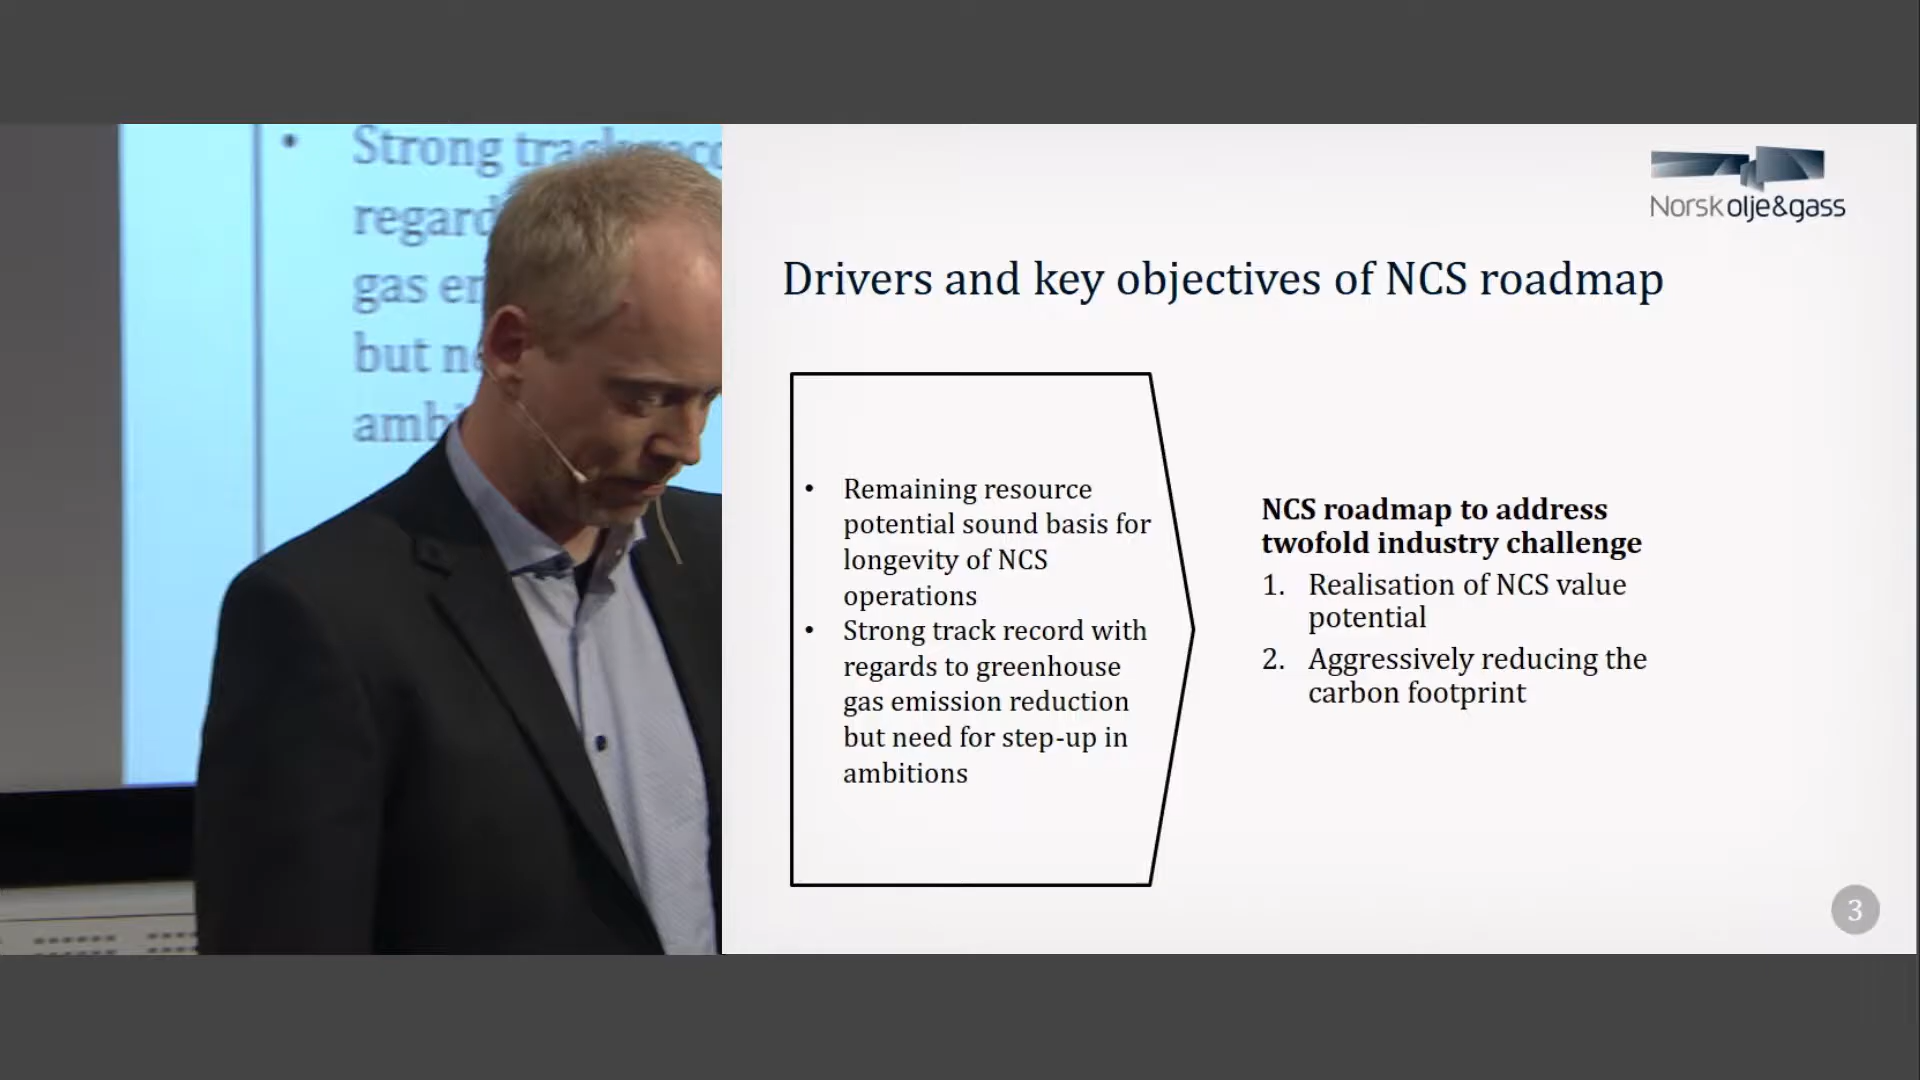 • Strong track reco
regard
gas e
but n
amb
Norsk olje&gass
Drivers and key objectives of NCS roadmap
• Remaining resource
potential sound basis for
longevity of NCS
operations
• Strong track record with
regards to greenhouse
gas emission reduction
but need for step-up in
ambitions
NCS roadmap to address
twofold industry challenge
1. Realisation of NCS value
potential
2. Aggressively reducing the
carbon footprint
3